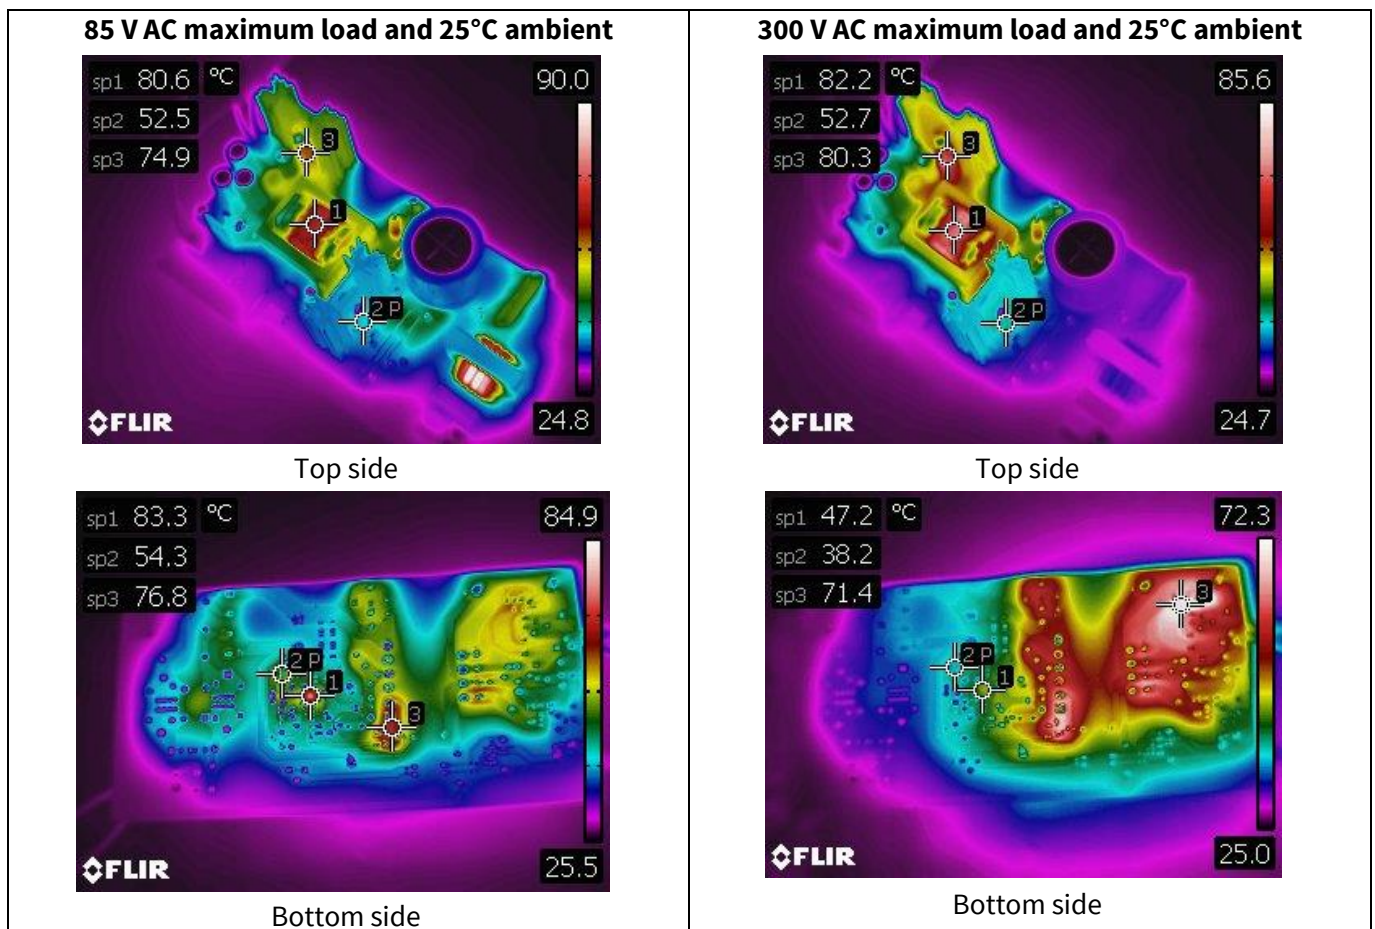 85 V AC maximum load and 25°C ambient
300 V AC maximum load and 25°C ambient
sp1 80.6 °C
90.0
sp2 52.5
sp3 74.9
3
1
2 P
FLIR
24.8
Top side
sp1 82.2 °C
85.6
sp2 52.7
sp3 80.3
3
1
2 P
FLIR
24.7
Top side
sp1 83.3 °C
84.9
sp2 54.3
sp3 76.8
2 P
1
3
FLIR
25.5
Bottom side
sp1 47.2 °C
72.3
sp2 38.2
sp3 71.4
3
2 P
1
FLIR
25.0
Bottom side